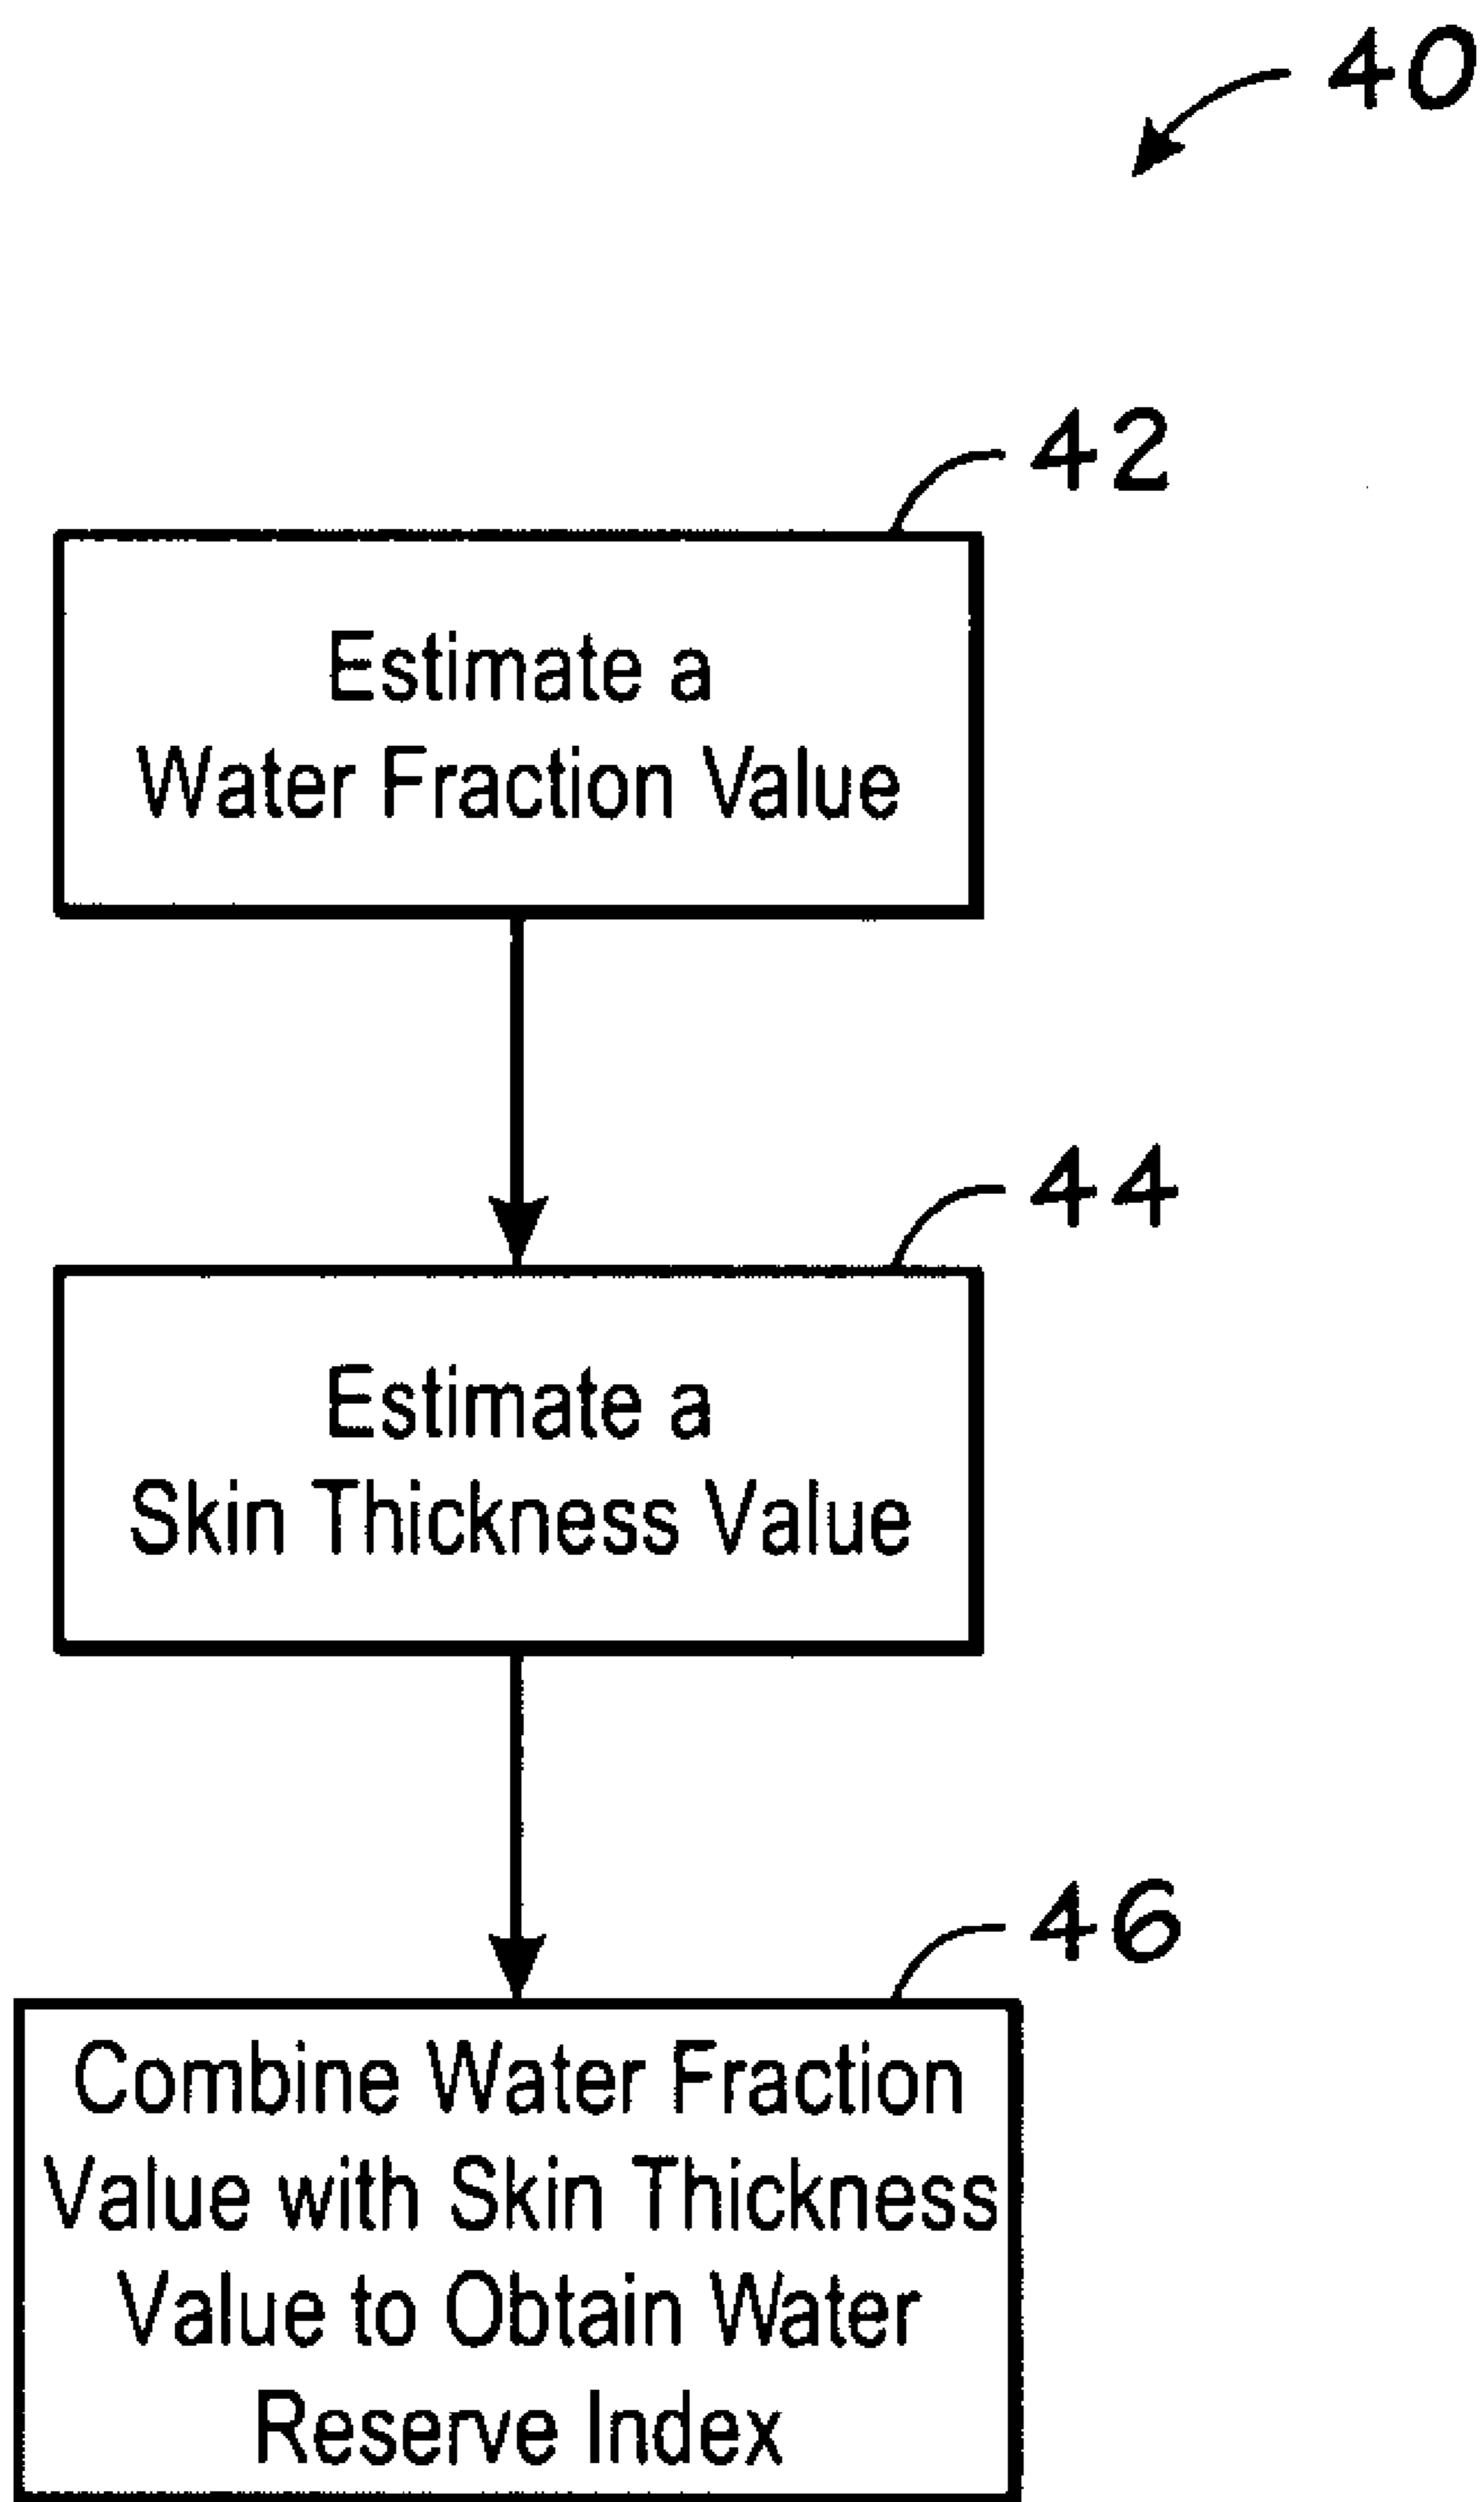 40
42
Estimate a
Water Fraction Value
44
Estimate a
Skin Thickness Value
46
Combine Water Fraction
Value with Skin Thickness
Value to Obtain Water
Reserve Index